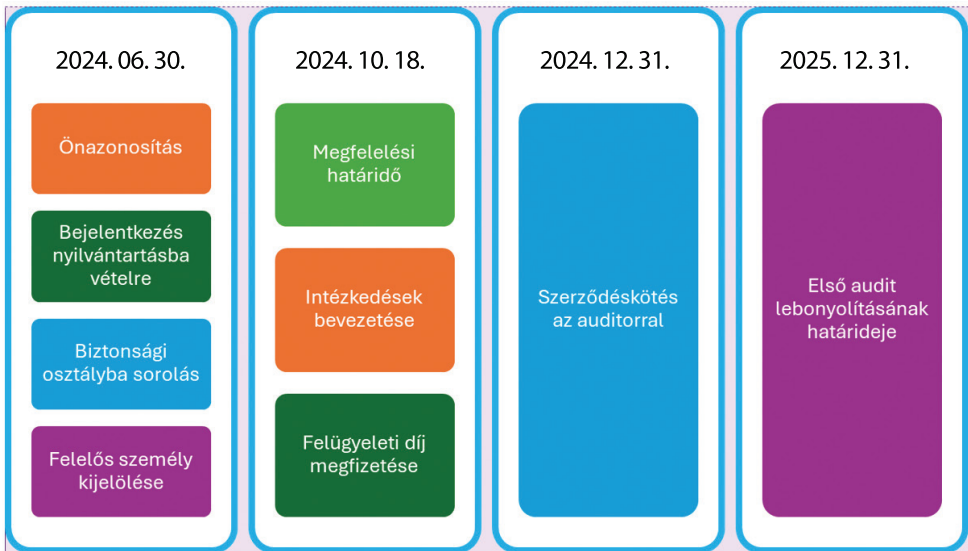 2024. 06. 30.
Önazonosítás
Bejelentkezés
nyilvántartásba
vételre
Biztonsági
osztályba sorolás
Felelős személy
kijelölése
2024. 10. 18.
Megfelelési
határidő
Intézkedések
bevezetése
Felügyeleti díj
megfizetése
2024. 12. 31.
Szerződéskötés
az auditorral
2025. 12. 31.
Első audit
lebonyolításának
határideje